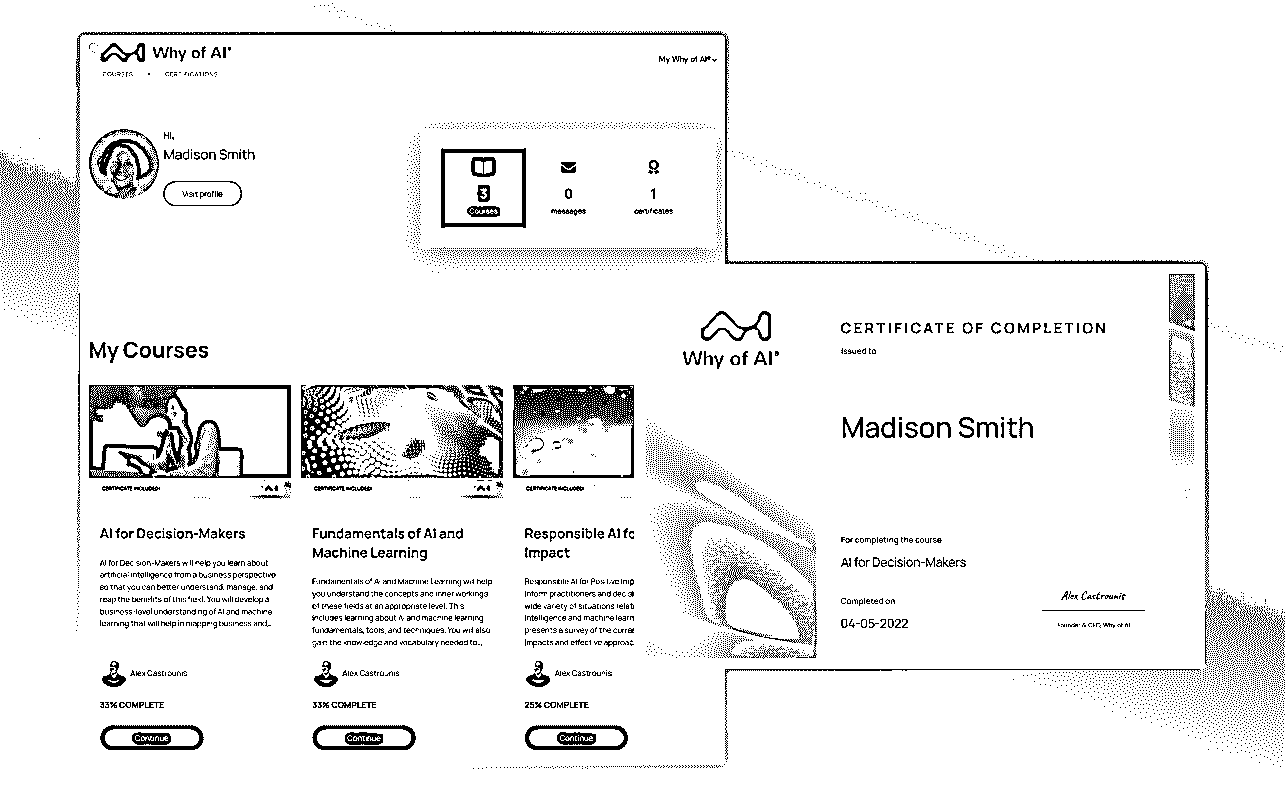 Why of AI®
COURSES • CERTIFICATIONS
My Why of AI®
Hi,
Madison Smith
Visit profile
3
Courses
0
messages
1
certificates
My Courses
CERTIFICATE INCLUDED!
AI for Decision-Makers
AI for Decision-Makers will help you learn about
artificial intelligence from a business perspective
so that you can better understand, manage, and
reap the benefits of this field. You will develop a
business-level understanding of AI and machine
learning that will help in mapping business and...
Alex Castrounis
33% COMPLETE
Continue
CERTIFICATE INCLUDED!
Fundamentals of AI and
Machine Learning
Fundamentals of AI and Machine Learning will help
you understand the concepts and inner workings
of these fields at an appropriate level. This
includes learning about AI and machine learning
fundamentals, tools, and techniques. You will also
gain the knowledge and vocabulary needed to...
Alex Castrounis
33% COMPLETE
Continue
CERTIFICATE INCLUDED!
Responsible AI fo
Impact
Responsible AI for Positive Imp
inform practitioners and
wide variety of situations relat
intelligence and machine learn
presents a survey of the curre
impacts and effective approac
Alex Castrounis
25% COMPLETE
Continue
Why of AI®
CERTIFICATE OF COMPLETION
Issued to
Madison Smith
For completing the course
AI for Decision-Makers
Completed on
04-05-2022
Alex Castrounis
Founder & CEO, Why of AI